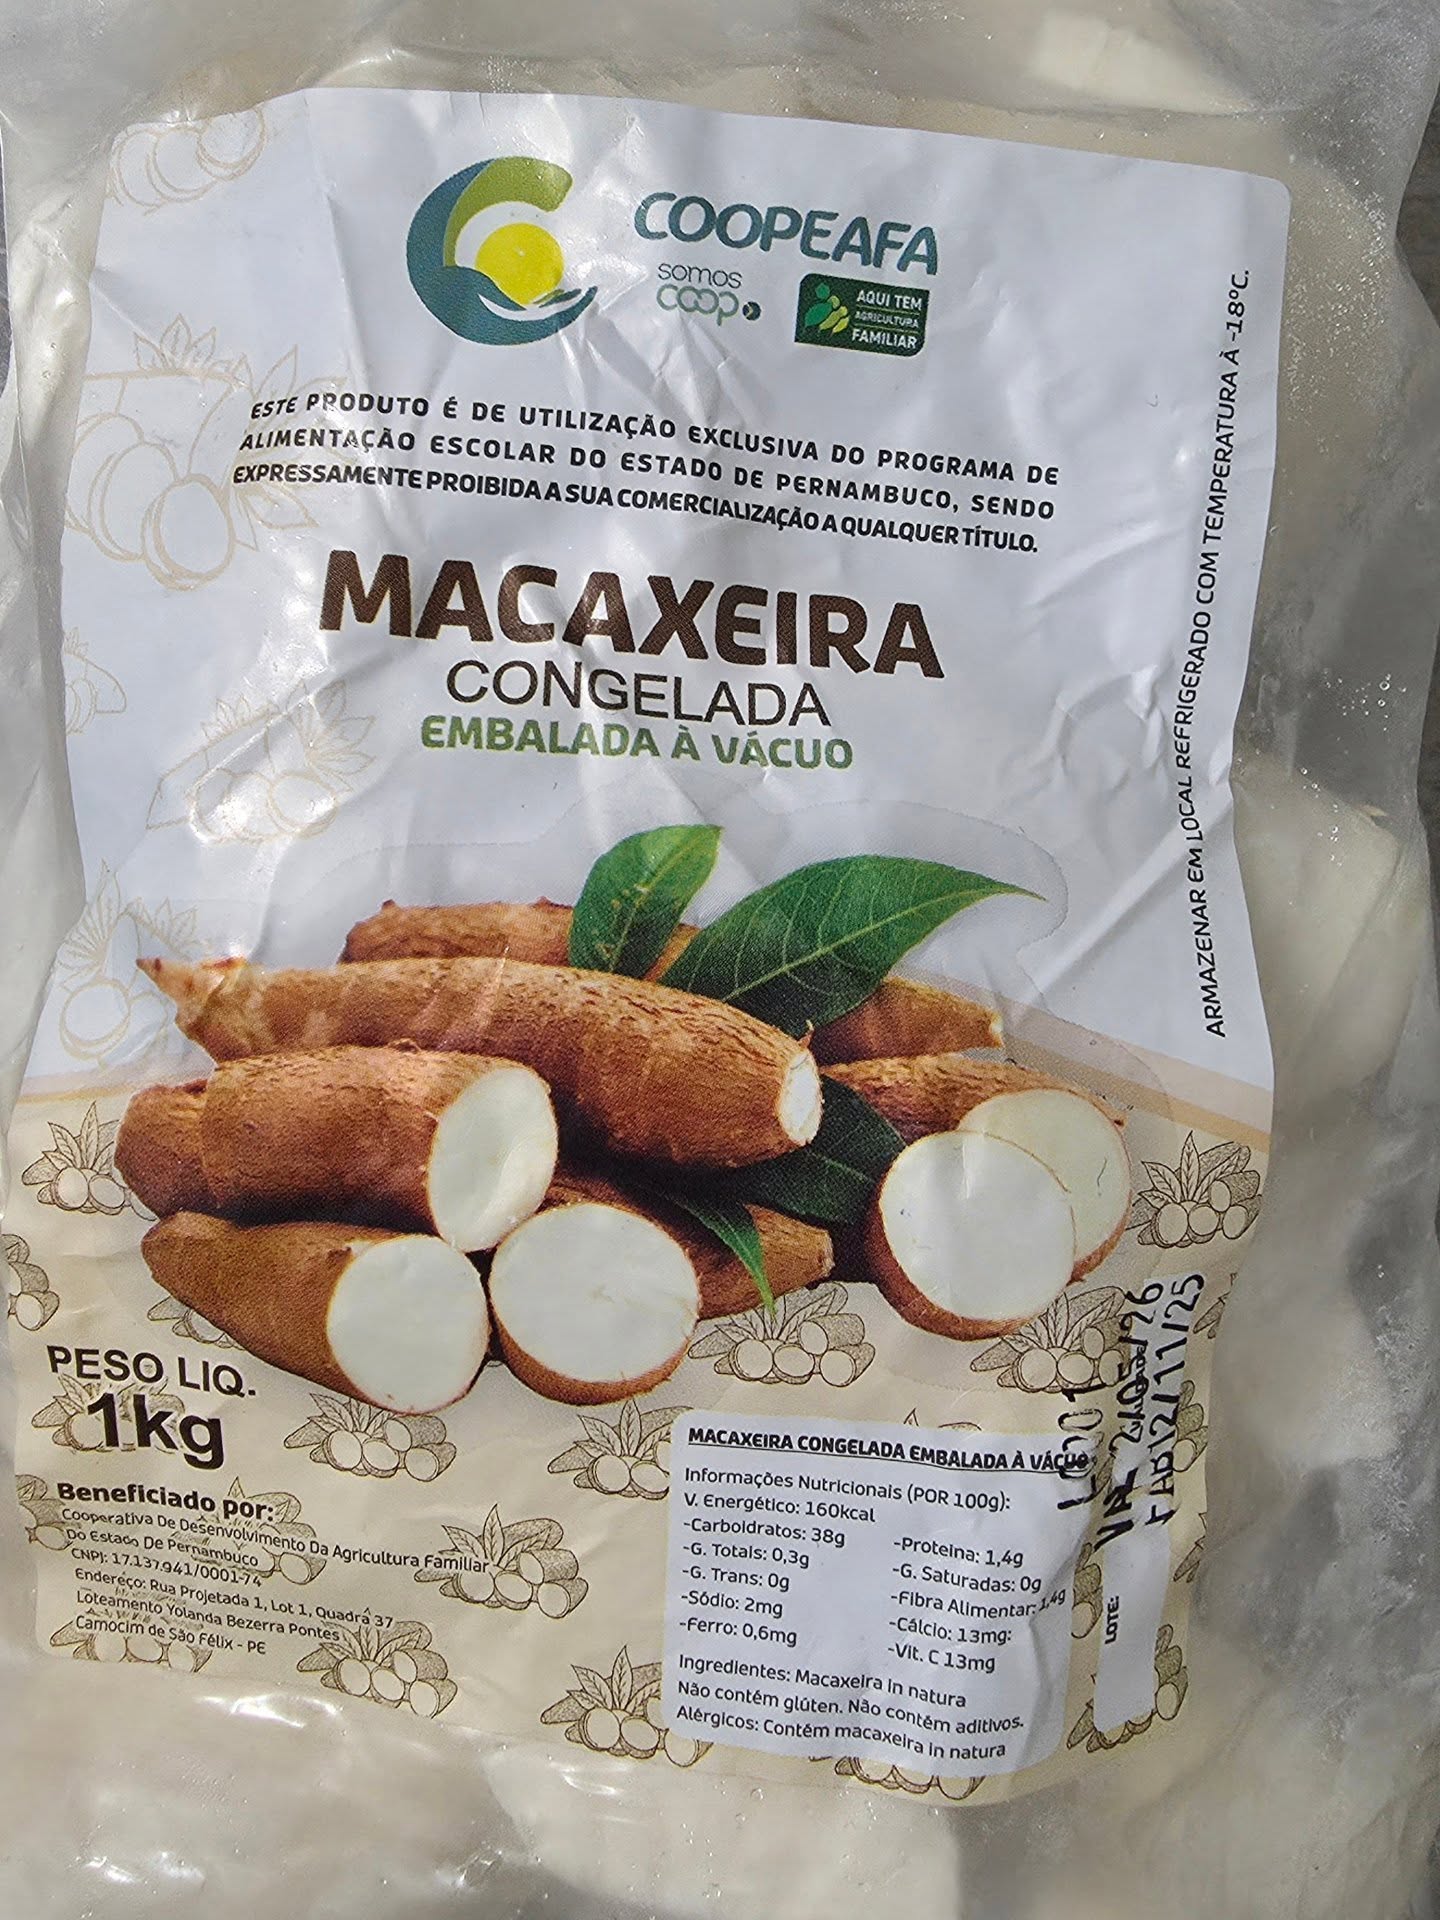 COOPEAFA
somos
coop
AQUI TEM
AGRICULTURA
FAMILIAR
ESTE PRODUTO É DE UTILIZAÇÃO EXCLUSIVA DO PROGRAMA DE
ALIMENTAÇÃO ESCOLAR DO ESTADO DE PERNAMBUCO, SENDO
EXPRESSAMENTE PROIBIDA A SUA COMERCIALIZAÇÃO A QUALQUER TÍTULO.
MACAXEIRA
CONGELADA
EMBALADA À VÁCUO
ARMAZENAR EM LOCAL REFRIGERADO COM TEMPERATURA À -18ºC.
PESO LIQ.
1kg
Beneficiado por:
Cooperativa De Desenvolvimento Da Agricultura Familiar
Do Estado De Pernambuco
CNPJ: 17.137.941/0001-74
Endereço: Rua Projetada 1, Lot 1, Quadra 37
Loteamento Yolanda Bezerra Pontes
Camocim de São Félix - PE
MACAXEIRA CONGELADA EMBALADA À VÁCUO
Informações Nutricionais (POR 100g):
V. Energético: 160kcal
-Carboidratos: 38g
-G. Totais: 0,3g
-G. Trans: 0g
-Sódio: 2mg
-Ferro: 0,6mg
-Proteína: 1,4g
-G. Saturadas: 0g
-Fibra Alimentar: 1,4g
-Cálcio: 13mg:
-Vit. C 13mg
Ingredientes: Macaxeira in natura
Não contém glúten. Não contém aditivos.
Alérgicos: Contém macaxeira in natura
LOTE:
L0001
FAB12/11/25